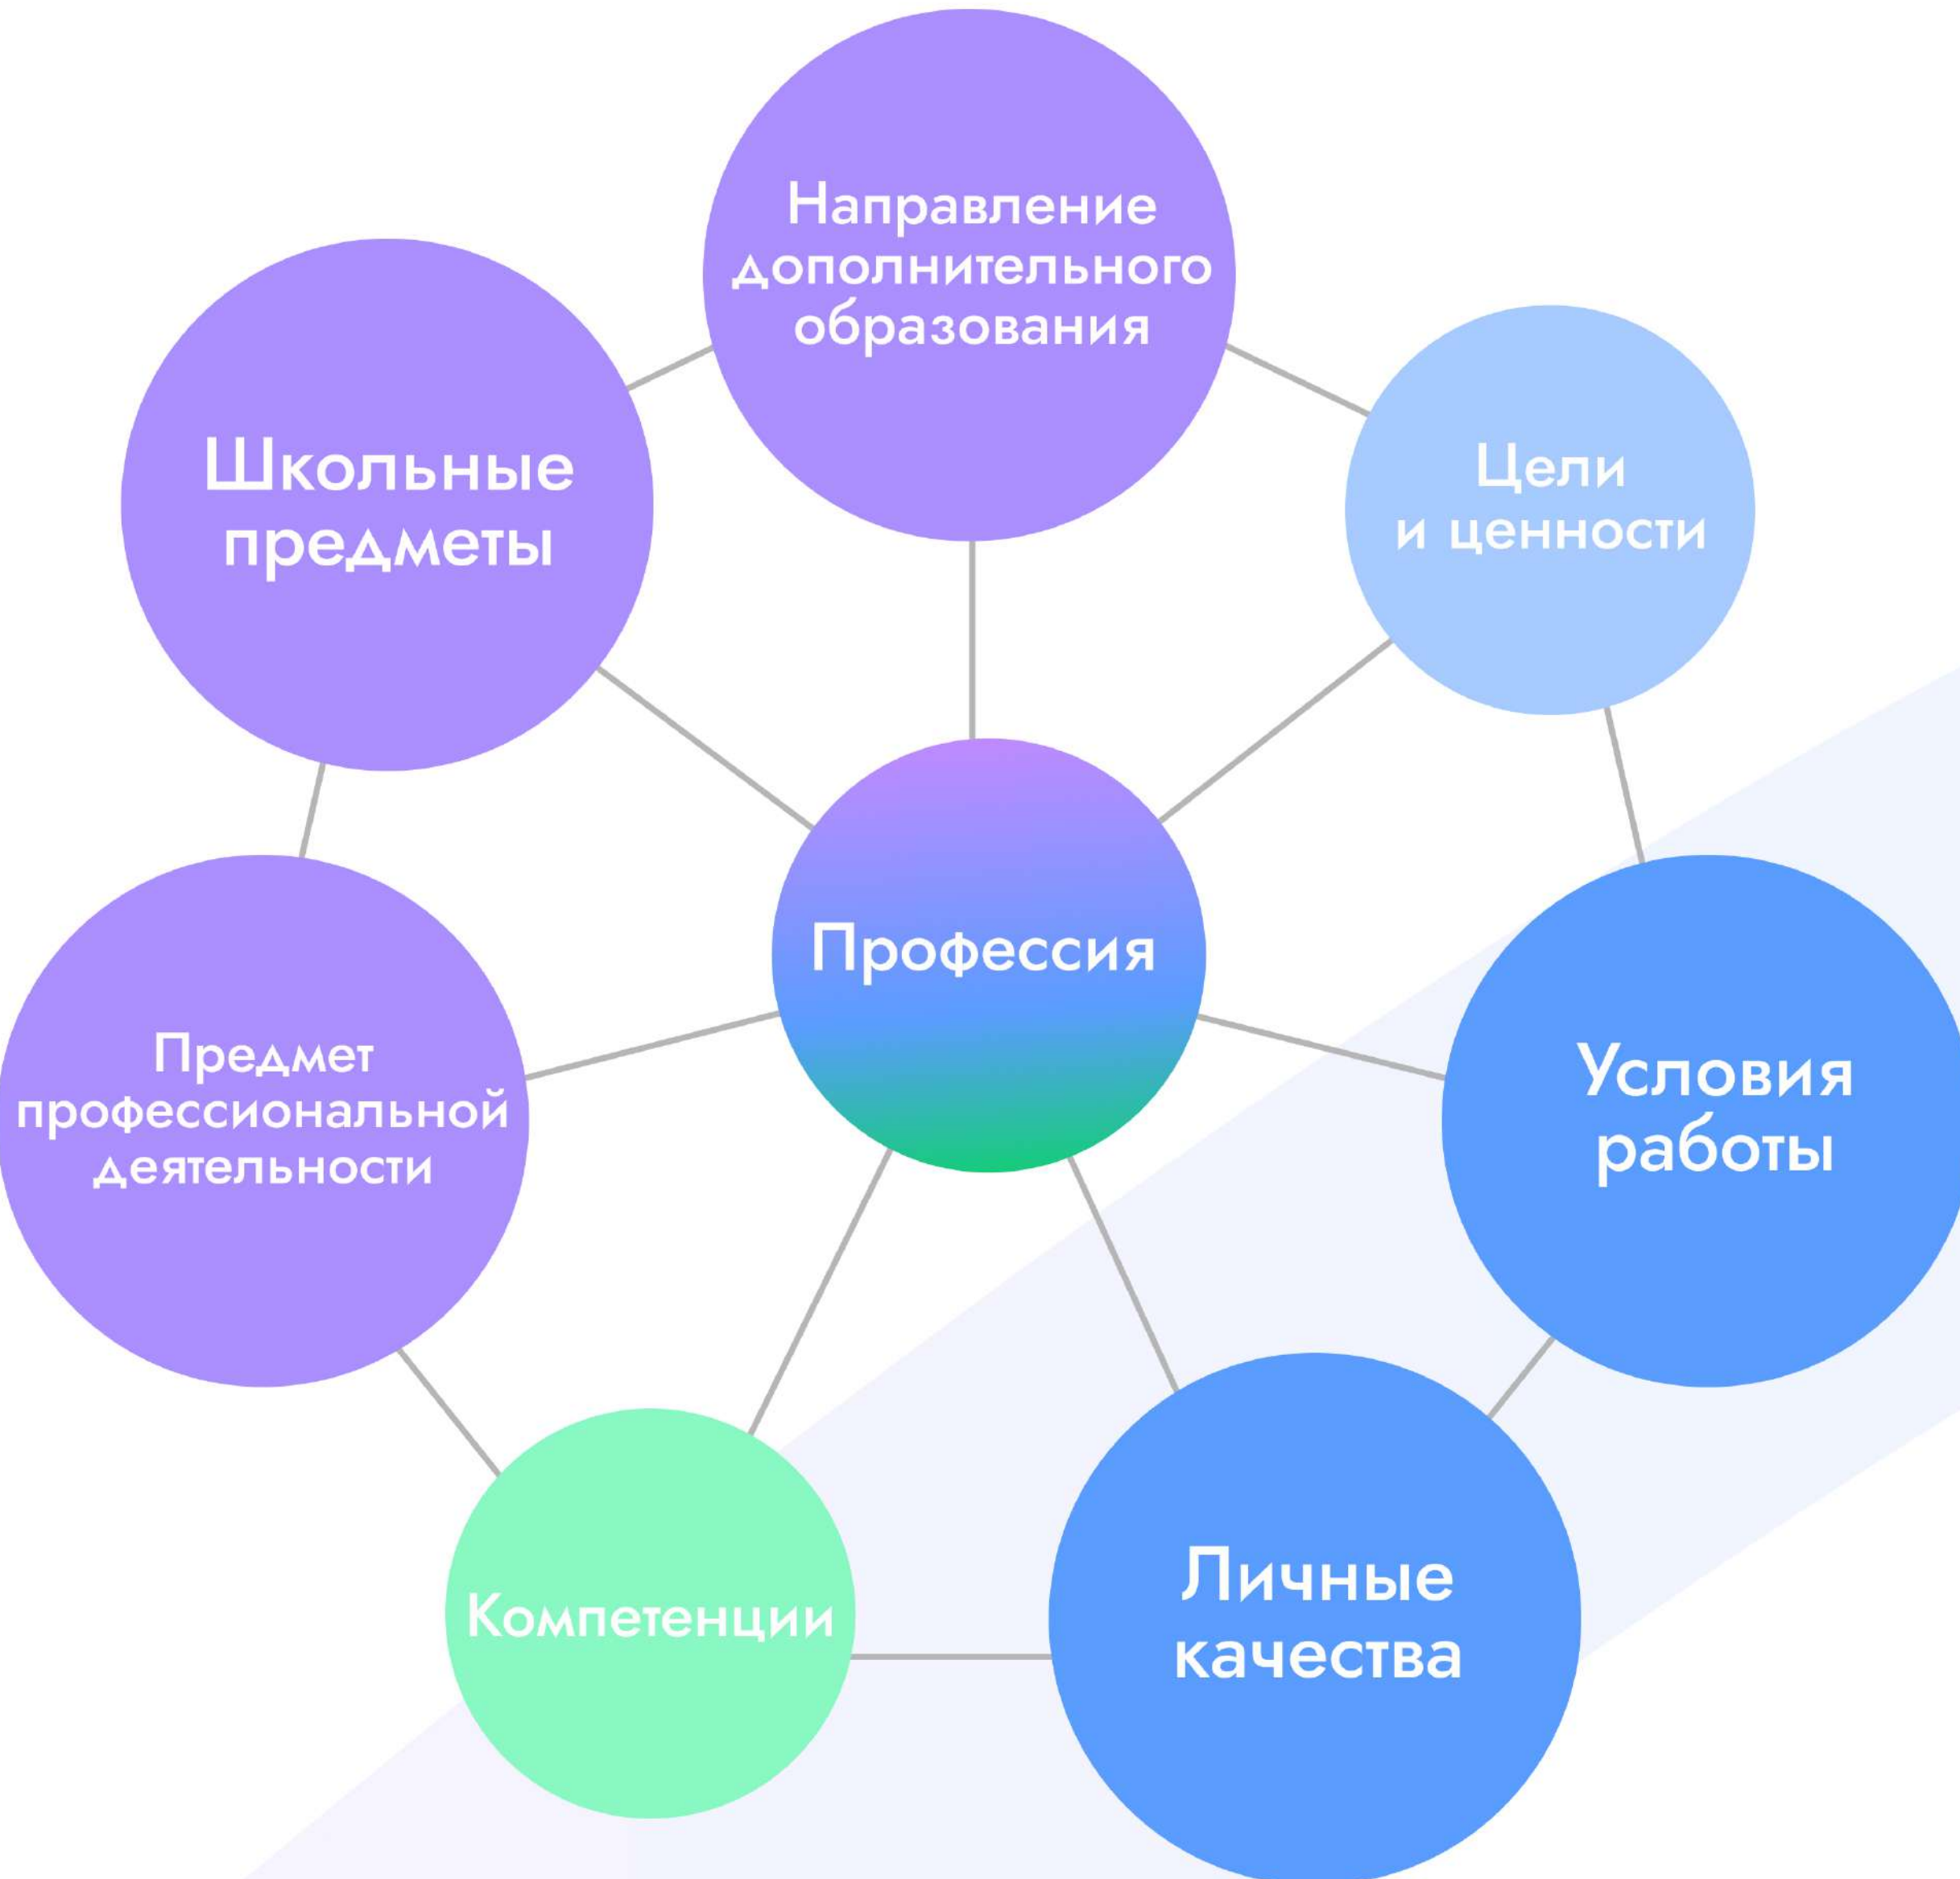 Направление
дополнительного
образования
Школьные
предметы
Цели
и ценности
Профессия
Предмет
профессиональной
деятельности
Условия
работы
Компетенции
Личные
качества